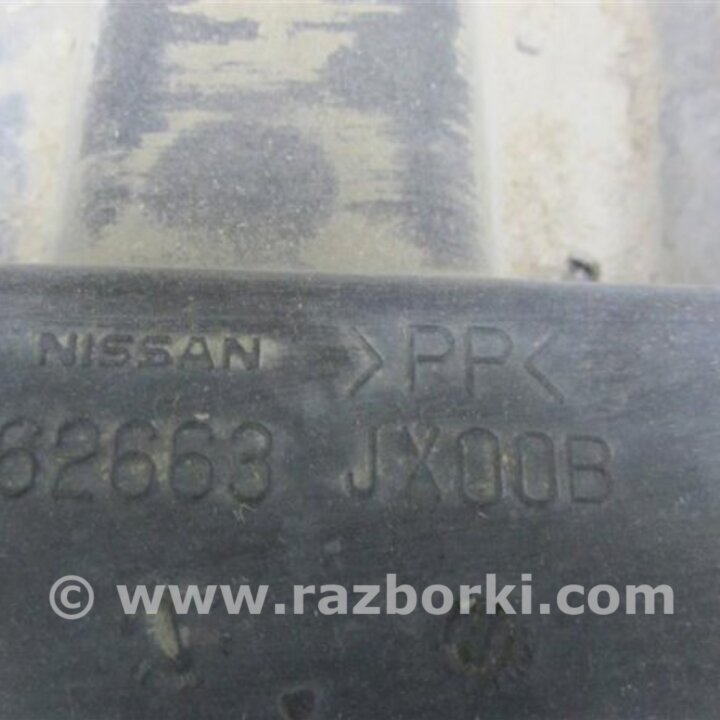 NISSAN >PP<
62663 JX00B
© www.razborki.com